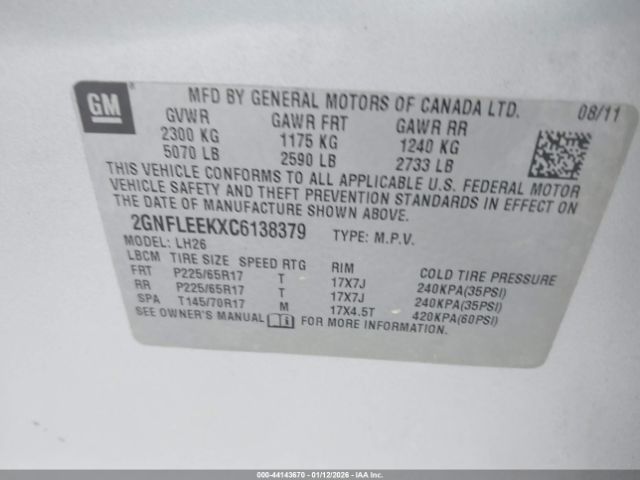 GM
MFD BY GENERAL MOTORS OF CANADA LTD. 08/11
GVWR GAWR FRT GAWR RR
2300 KG 1175 KG 1240 KG
5070 LB 2590 LB 2733 LB
THIS VEHICLE CONFORMS TO ALL APPLICABLE U.S. FEDERAL MOTOR
VEHICLE SAFETY AND THEFT PREVENTION STANDARDS IN EFFECT ON
THE DATE OF MANUFACTURE SHOWN ABOVE.
2GNFLEEKXC6138379 TYPE: M.P.V.
MODEL: LH26
LBCM TIRE SIZE SPEED RTG RIM COLD TIRE PRESSURE
FRT P225/65R17 T 17X7J 240KPA(35PSI)
RR P225/65R17 T 17X7J 240KPA(35PSI)
SPA T145/70R17 M 17X4.5T 420KPA(60PSI)
SEE OWNER'S MANUAL FOR MORE INFORMATION.
000-44143670 - 01/12/2026 - IAA, Inc.